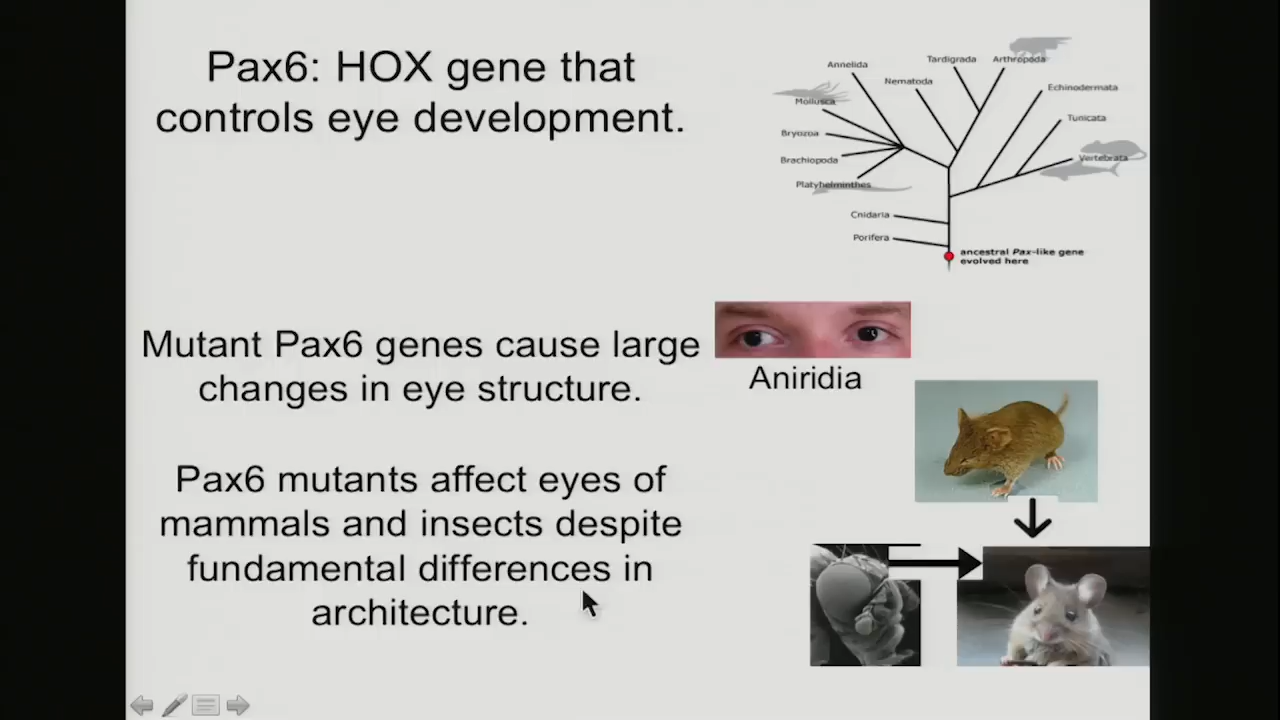 Pax6: HOX gene that
controls eye development.
Annelida
Tardigrada
Arthropoda
Nematoda
Echinodermata
Mollusca
Tunicata
Bryozoa
Vertebrata
Brachiopoda
Platyhelminthes
Cnidaria
Porifera
ancestral Pax-like gene
evolved here
Mutant Pax6 genes cause large
changes in eye structure.
Aniridia
Pax6 mutants affect eyes of
mammals and insects despite
fundamental differences in
architecture.